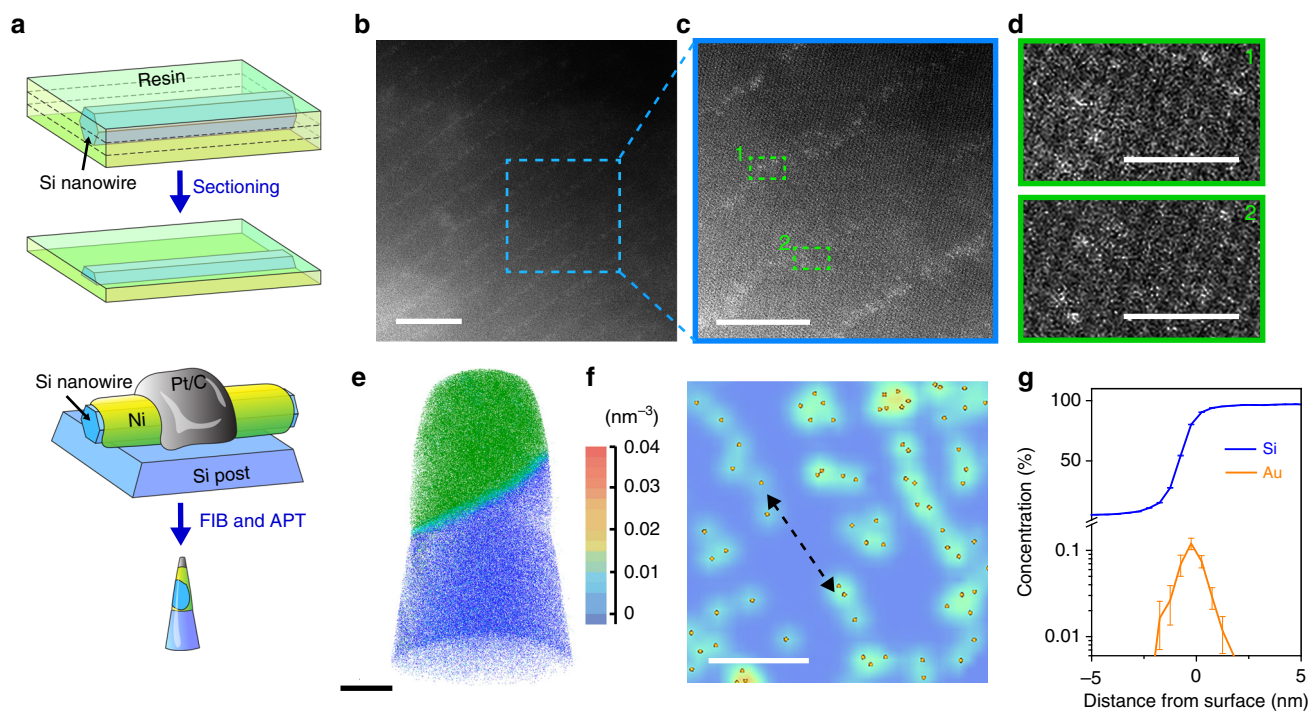 a
Resin
Si nanowire
Sectioning
Si nanowire
Pt/C
Ni
Si post
FIB and APT
b
c
1
2
d
1
2
e
(nm⁻³)
0.04
0.03
0.02
0.01
0
f
g
100
50
0.1
0.01
Concentration (%)
Si
Au
−5
0
5
Distance from surface (nm)